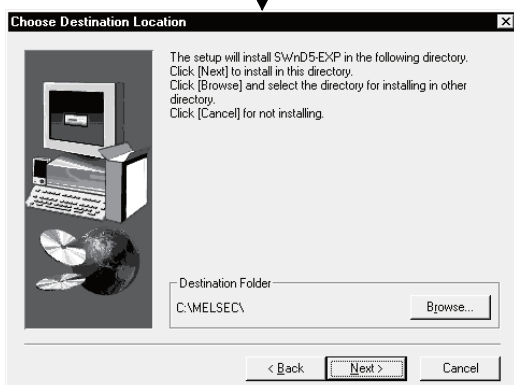 Choose Destination Location
The setup will install SWnD5-EXP in the following directory.
Click [Next] to install in this directory.
Click [Browse] and select the directory for installing in other
directory.
Click [Cancel] for not installing.
Destination Folder
C:\MELSEC\
Browse...
< Back
Next >
Cancel